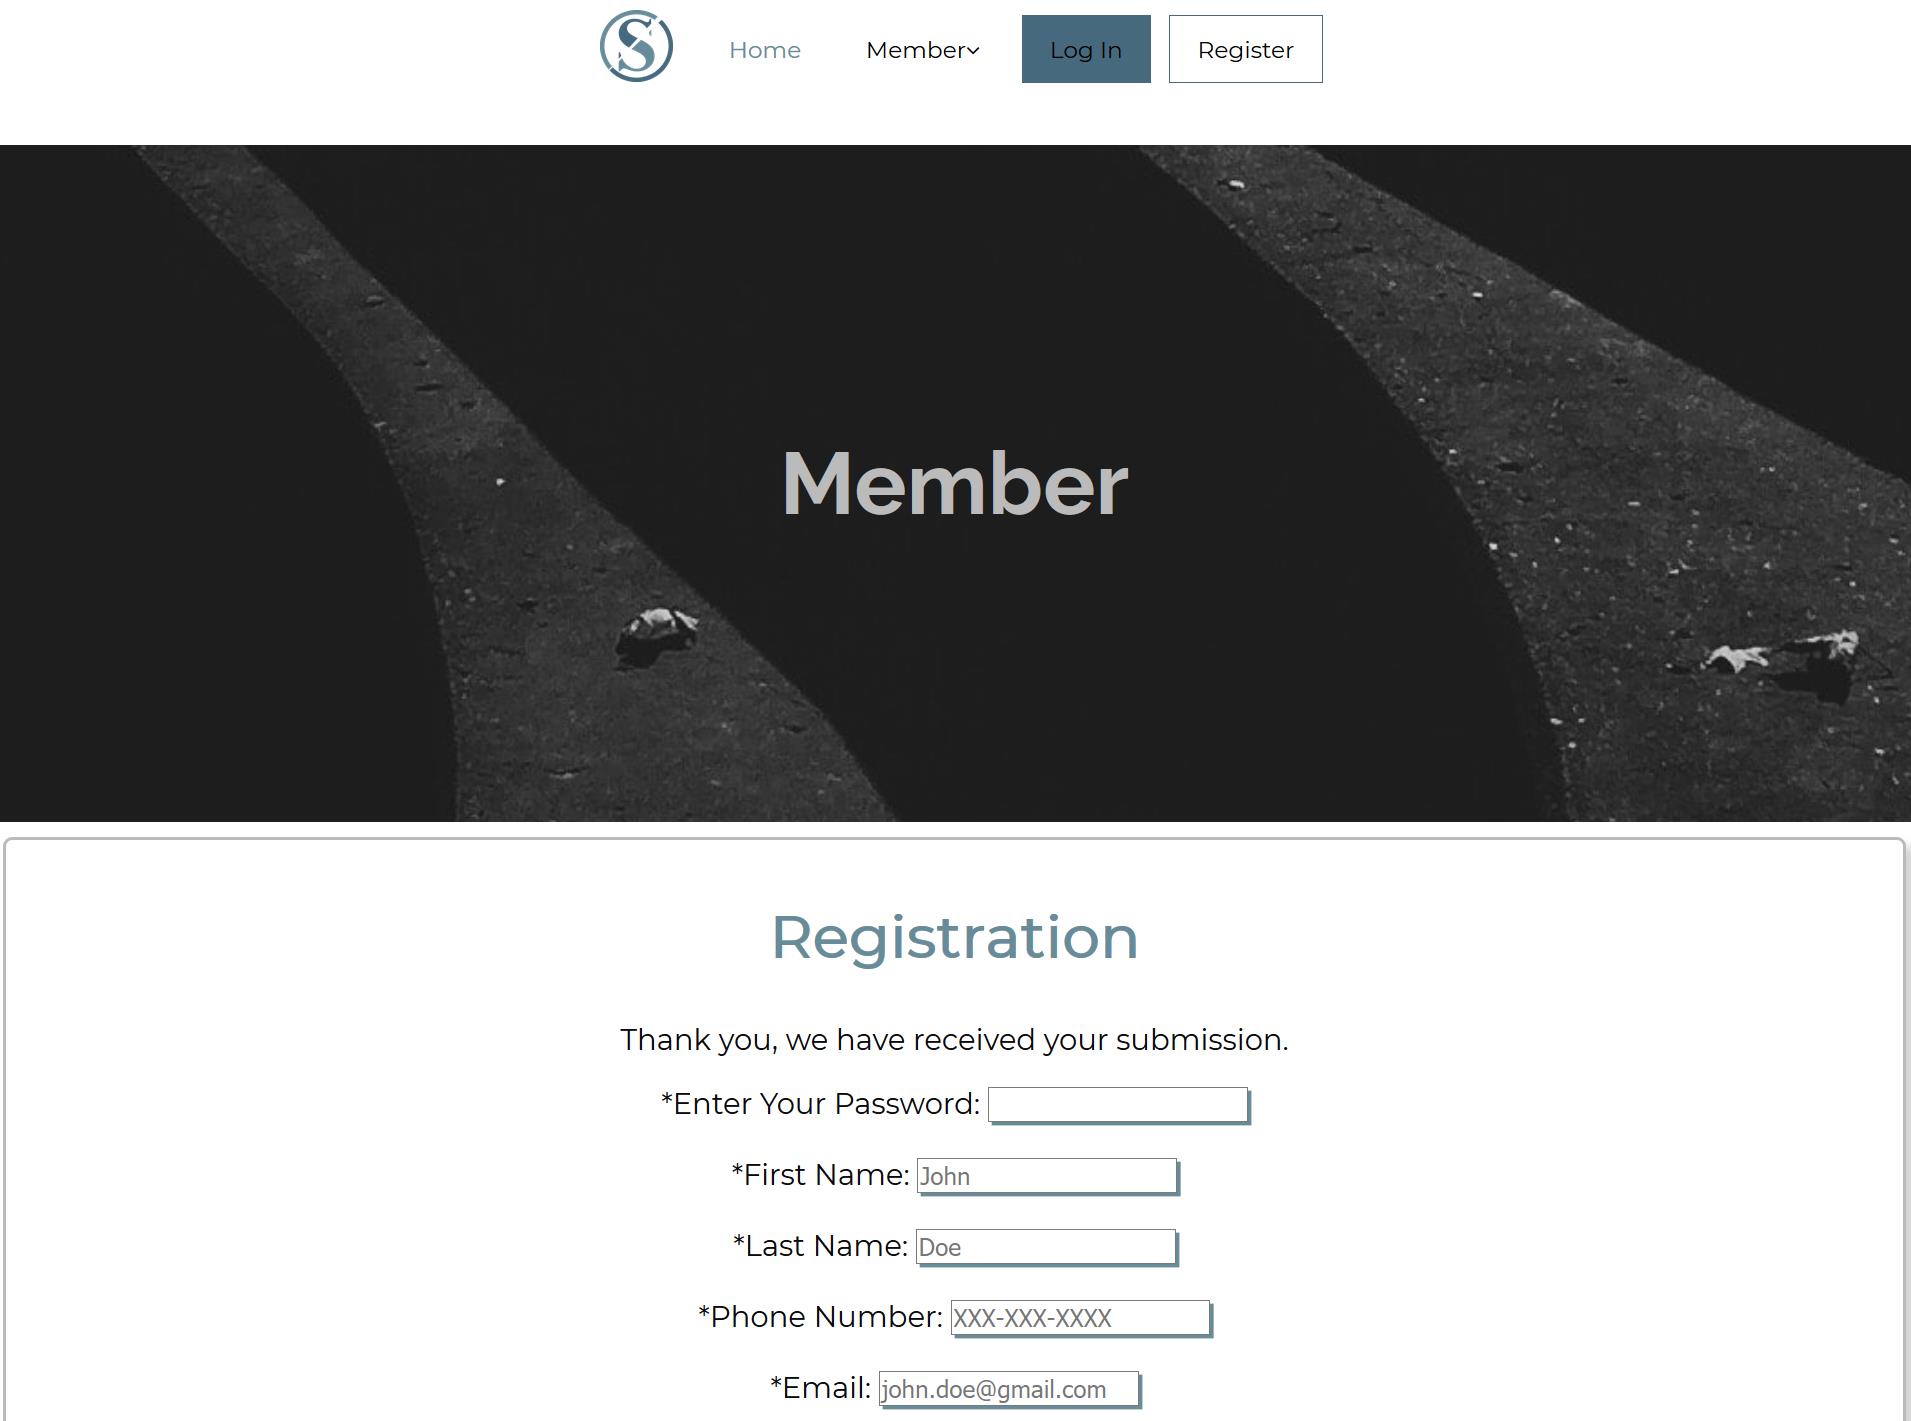 S
Home Member Log In Register
Member
Registration
Thank you, we have received your submission.
*Enter Your Password:
*First Name: John
*Last Name: Doe
*Phone Number: XXX-XXX-XXXX
*Email: john.doe@gmail.com